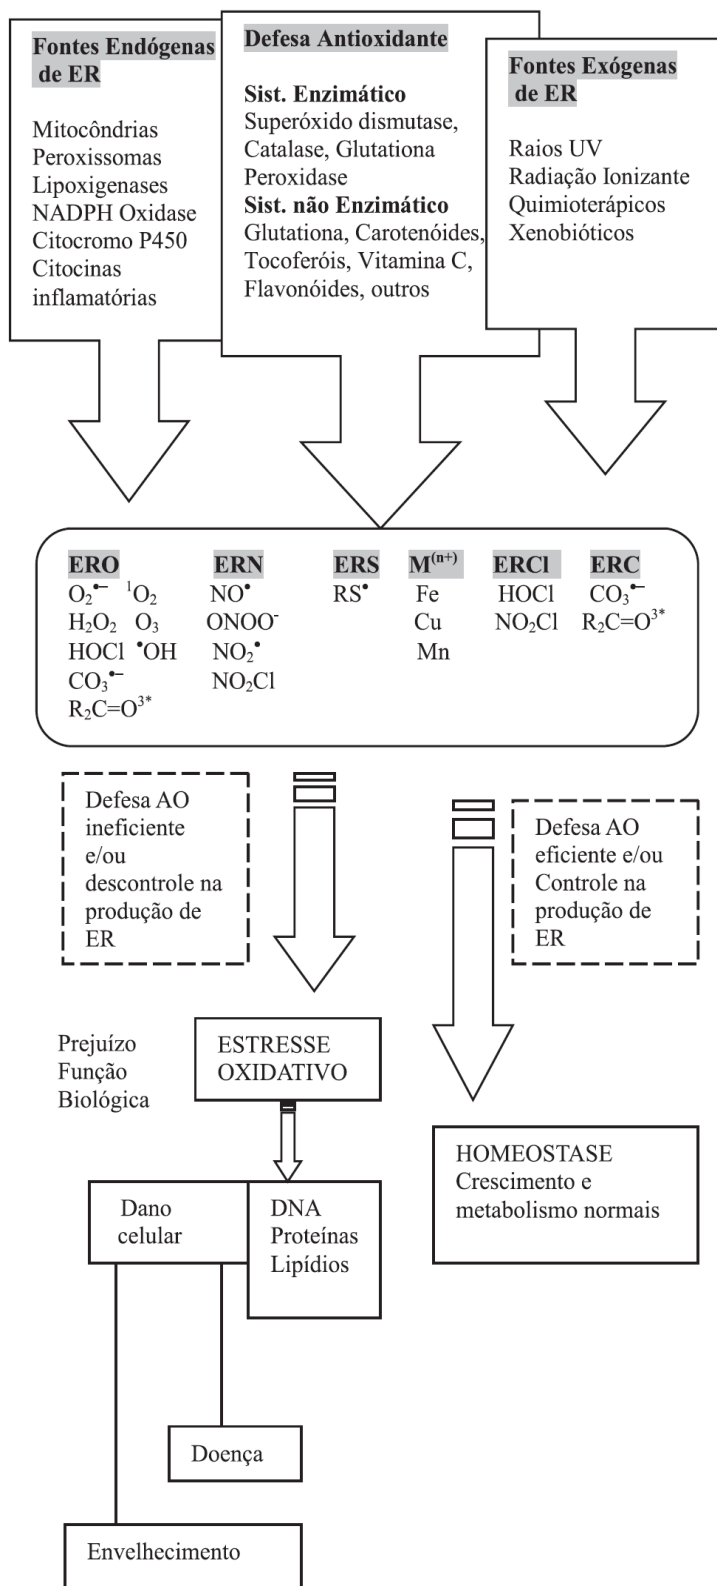 Fontes Endógenas
de ER
Mitocôndrias
Peroxissomas
Lipoxigenases
NADPH Oxidase
Citocromo P450
Citocinas
inflamatórias
Defesa Antioxidante
Sist. Enzimático
Superóxido dismutase,
Catalase, Glutationa
Peroxidase
Sist. não Enzimático
Glutationa, Carotenóides,
Tocoferóis, Vitamina C,
Flavonóides, outros
Fontes Exógenas
de ER
Raios UV
Radiação Ionizante
Quimioterápicos
Xenobióticos
ERO
O₂•– ¹O₂
H₂O₂ O₃
HOCl •OH
CO₃•–
R₂C=O³*
ERN
NO•
ONOO⁻
NO₂•
NO₂Cl
ERS
RS•
M⁽ⁿ⁺⁾
Fe
Cu
Mn
ERCl
HOCl
NO₂Cl
ERC
CO₃•–
R₂C=O³*
Defesa AO
ineficiente
e/ou
descontrole na
produção de
ER
Defesa AO
eficiente e/ou
Controle na
produção de
ER
Prejuízo
Função
Biológica
ESTRESSE
OXIDATIVO
HOMEOSTASE
Crescimento e
metabolismo normais
Dano
celular
DNA
Proteínas
Lipídios
Doença
Envelhecimento